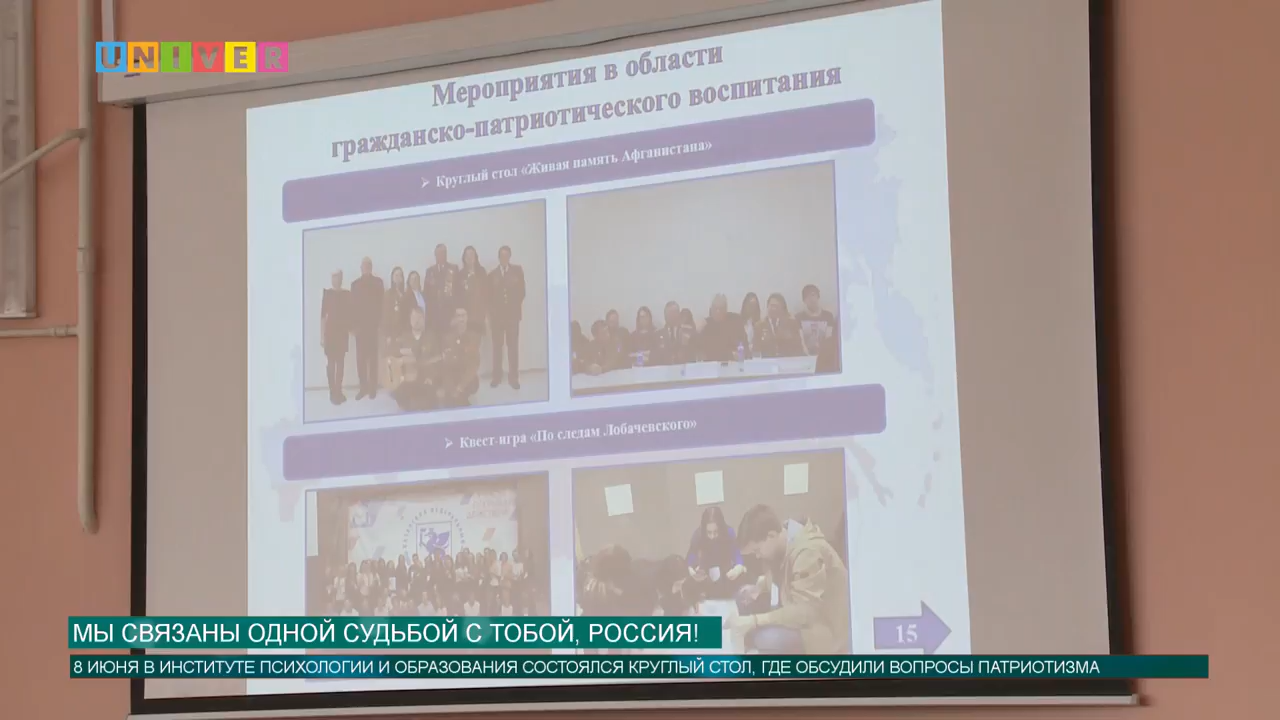 UNIVER
Мероприятия в области
гражданско-патриотического воспитания
➢ Круглый стол «Живая память Афганистана»
➢ Квест-игра «По следам Лобачевского»
15
МЫ СВЯЗАНЫ ОДНОЙ СУДЬБОЙ С ТОБОЙ, РОССИЯ!
8 ИЮНЯ В ИНСТИТУТЕ ПСИХОЛОГИИ И ОБРАЗОВАНИЯ СОСТОЯЛСЯ КРУГЛЫЙ СТОЛ, ГДЕ ОБСУДИЛИ ВОПРОСЫ ПАТРИОТИЗМА